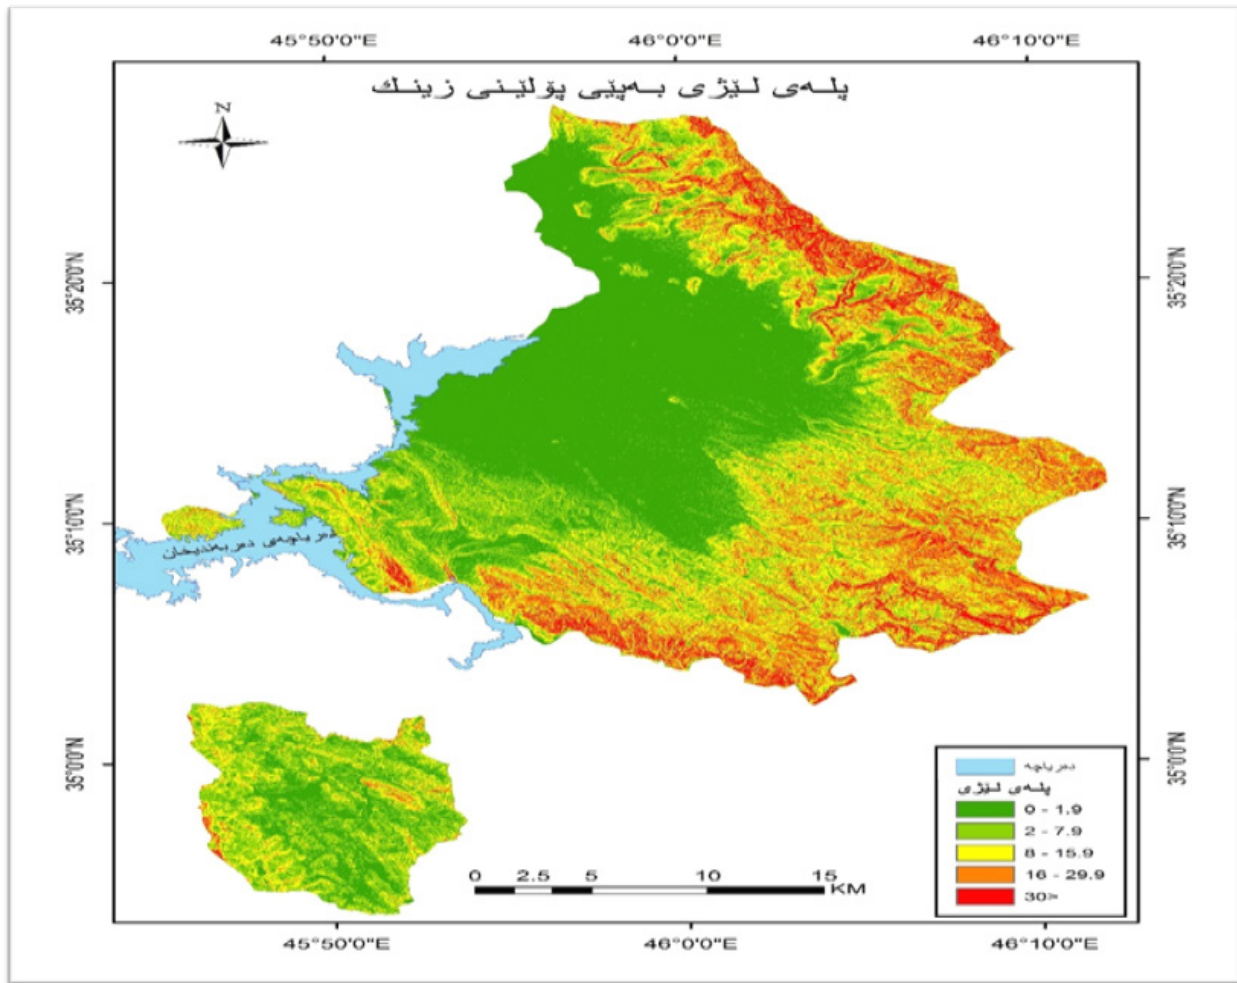 45°50'0"E 46°0'0"E 46°10'0"E
پلەی لێژی بەپێی پۆلێنی زینك
N
35°20'0"N 35°20'0"N
35°10'0"N 35°10'0"N
دەریاچەی دەربەندیخان
35°0'0"N 35°0'0"N
دەریاچە
پلەی لێژی
0 - 1.9
2 - 7.9
8 - 15.9
16 - 29.9
30>
0 2.5 5 10 15
KM
45°50'0"E 46°0'0"E 46°10'0"E